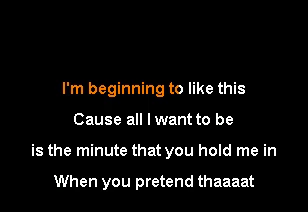 I'm beginning to like this
Cause all I want to be
is the minute that you hold me in
When you pretend thaaaat